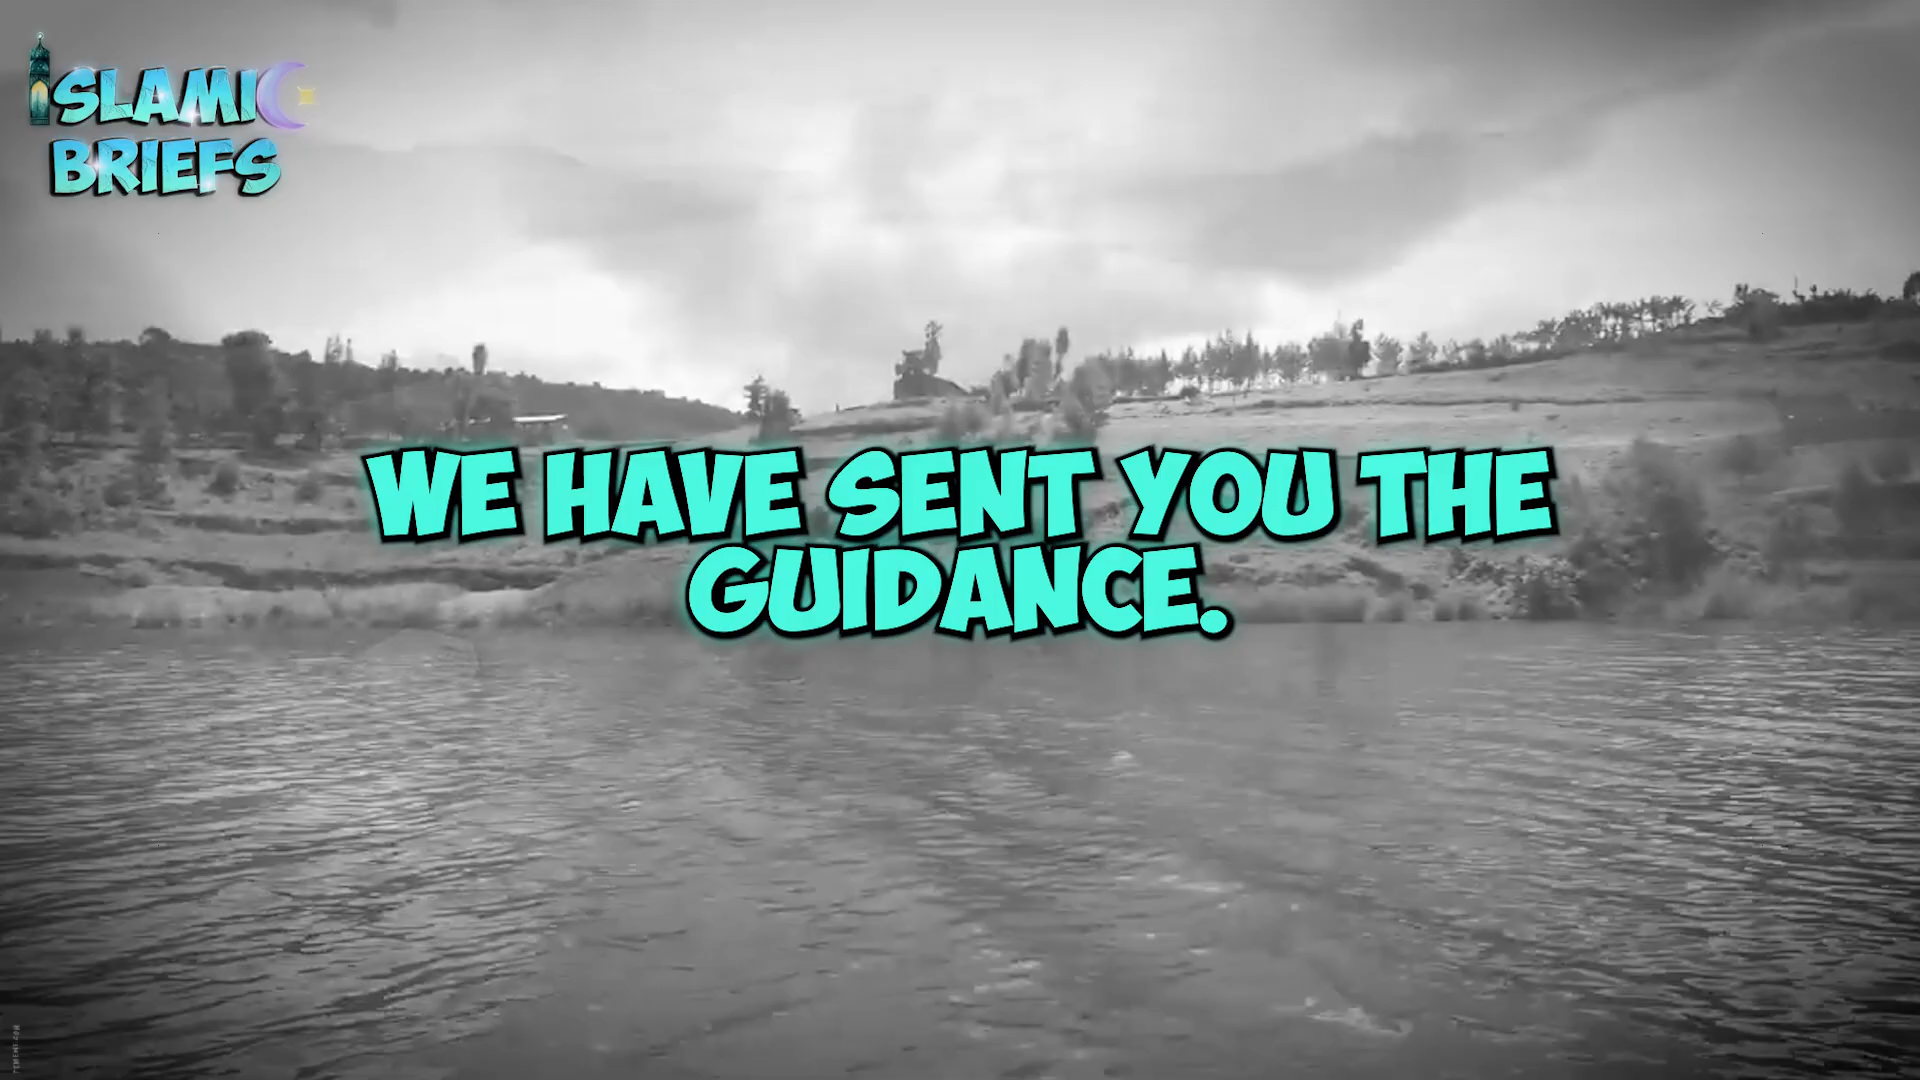 ISLAMIC
BRIEFS
WE HAVE SENT YOU THE
GUIDANCE.